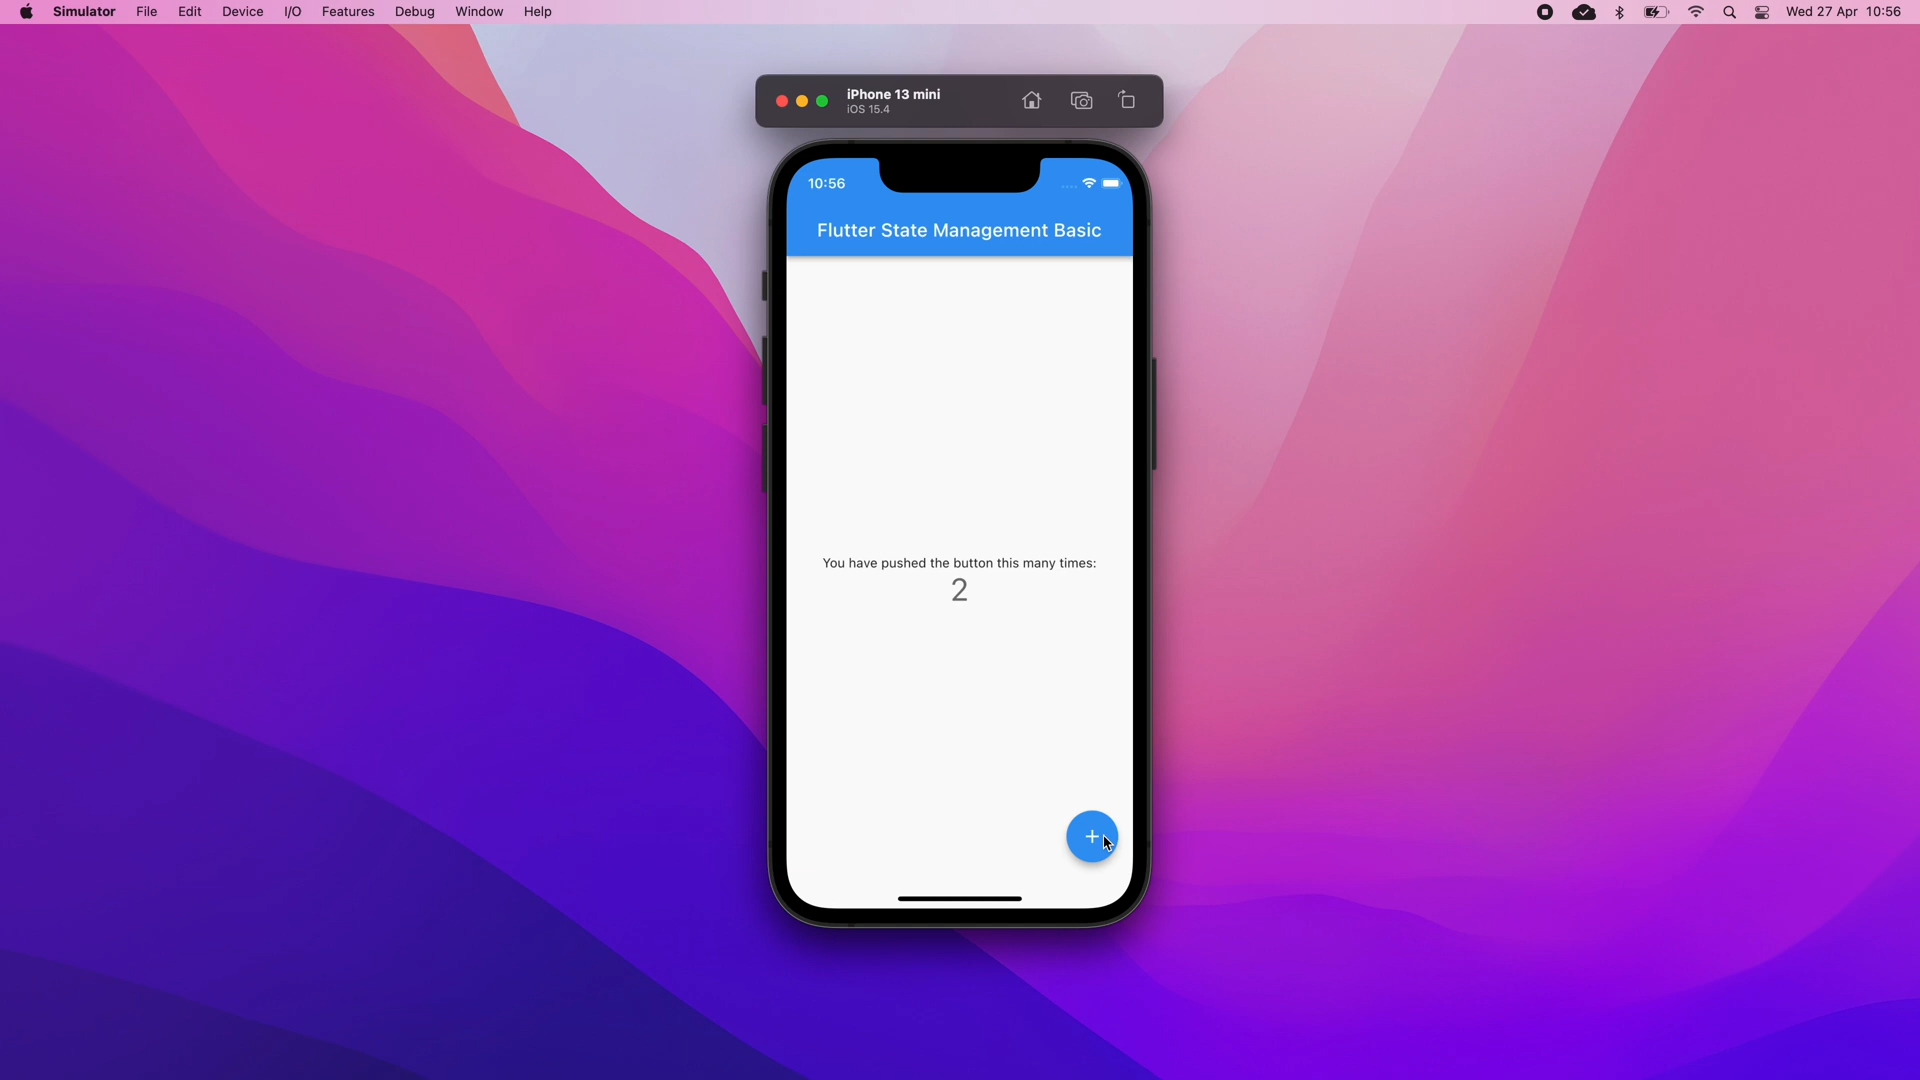 Simulator File Edit Device I/O Features Debug Window Help Wed 27 Apr 10:56
iPhone 13 mini
iOS 15.4
10:56
Flutter State Management Basic
You have pushed the button this many times:
2
+